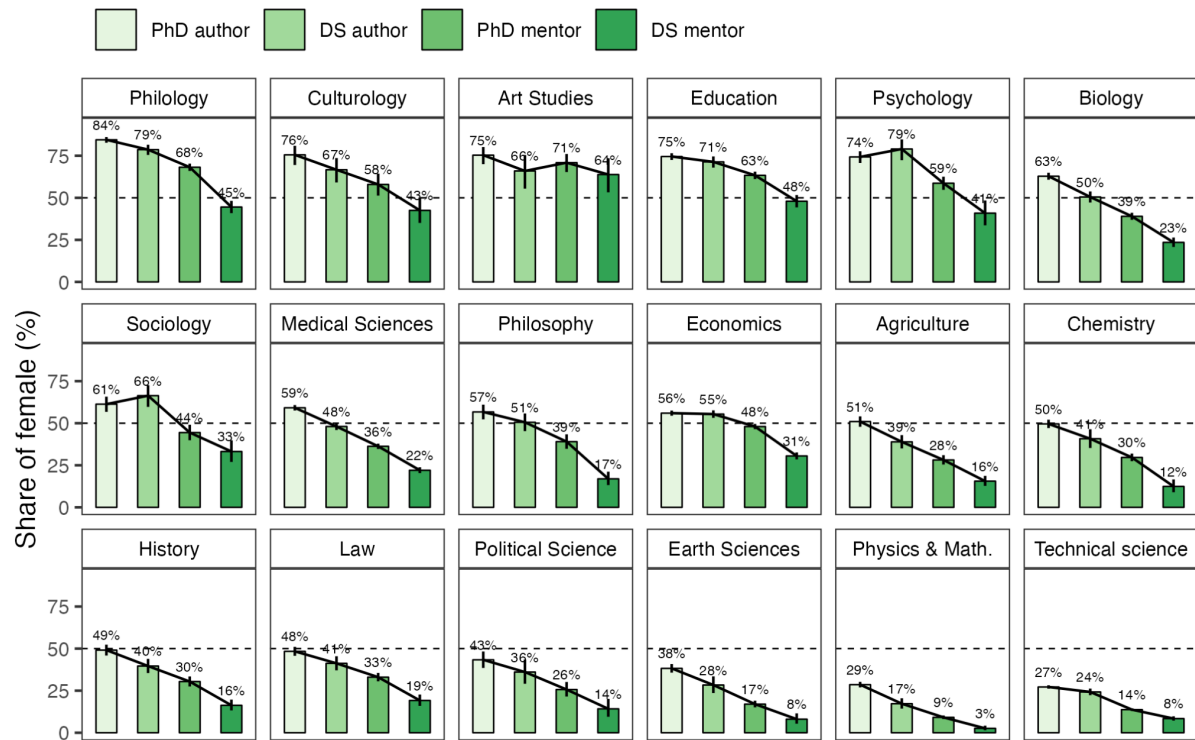 PhD author DS author PhD mentor DS mentor
Share of female (%)
Philology Culturology Art Studies Education Psychology Biology
84% 79% 68% 45% 76% 67% 58% 43% 75% 66% 71% 64% 75% 71% 63% 48% 74% 79% 59% 41% 63% 50% 39% 23%
75
50
25
0
Sociology Medical Sciences Philosophy Economics Agriculture Chemistry
61% 66% 44% 33% 59% 48% 36% 22% 57% 51% 39% 17% 56% 55% 48% 31% 51% 39% 28% 16% 50% 41% 30% 12%
75
50
25
0
History Law Political Science Earth Sciences Physics & Math. Technical science
49% 40% 30% 16% 48% 41% 33% 19% 43% 36% 26% 14% 38% 28% 17% 8% 29% 17% 9% 3% 27% 24% 14% 8%
75
50
25
0